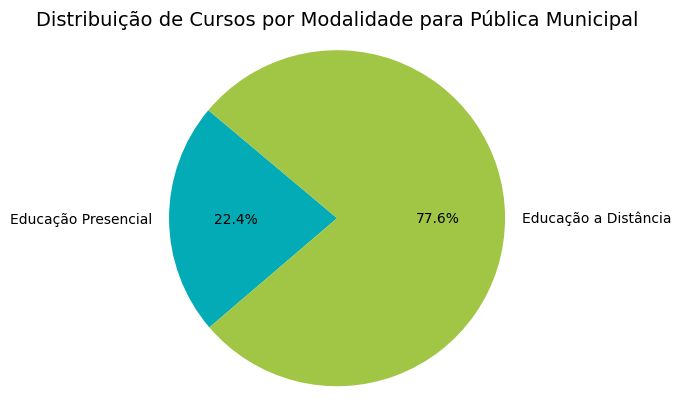 Distribuição de Cursos por Modalidade para Pública Municipal
Educação Presencial
22.4%
77.6%
Educação a Distância